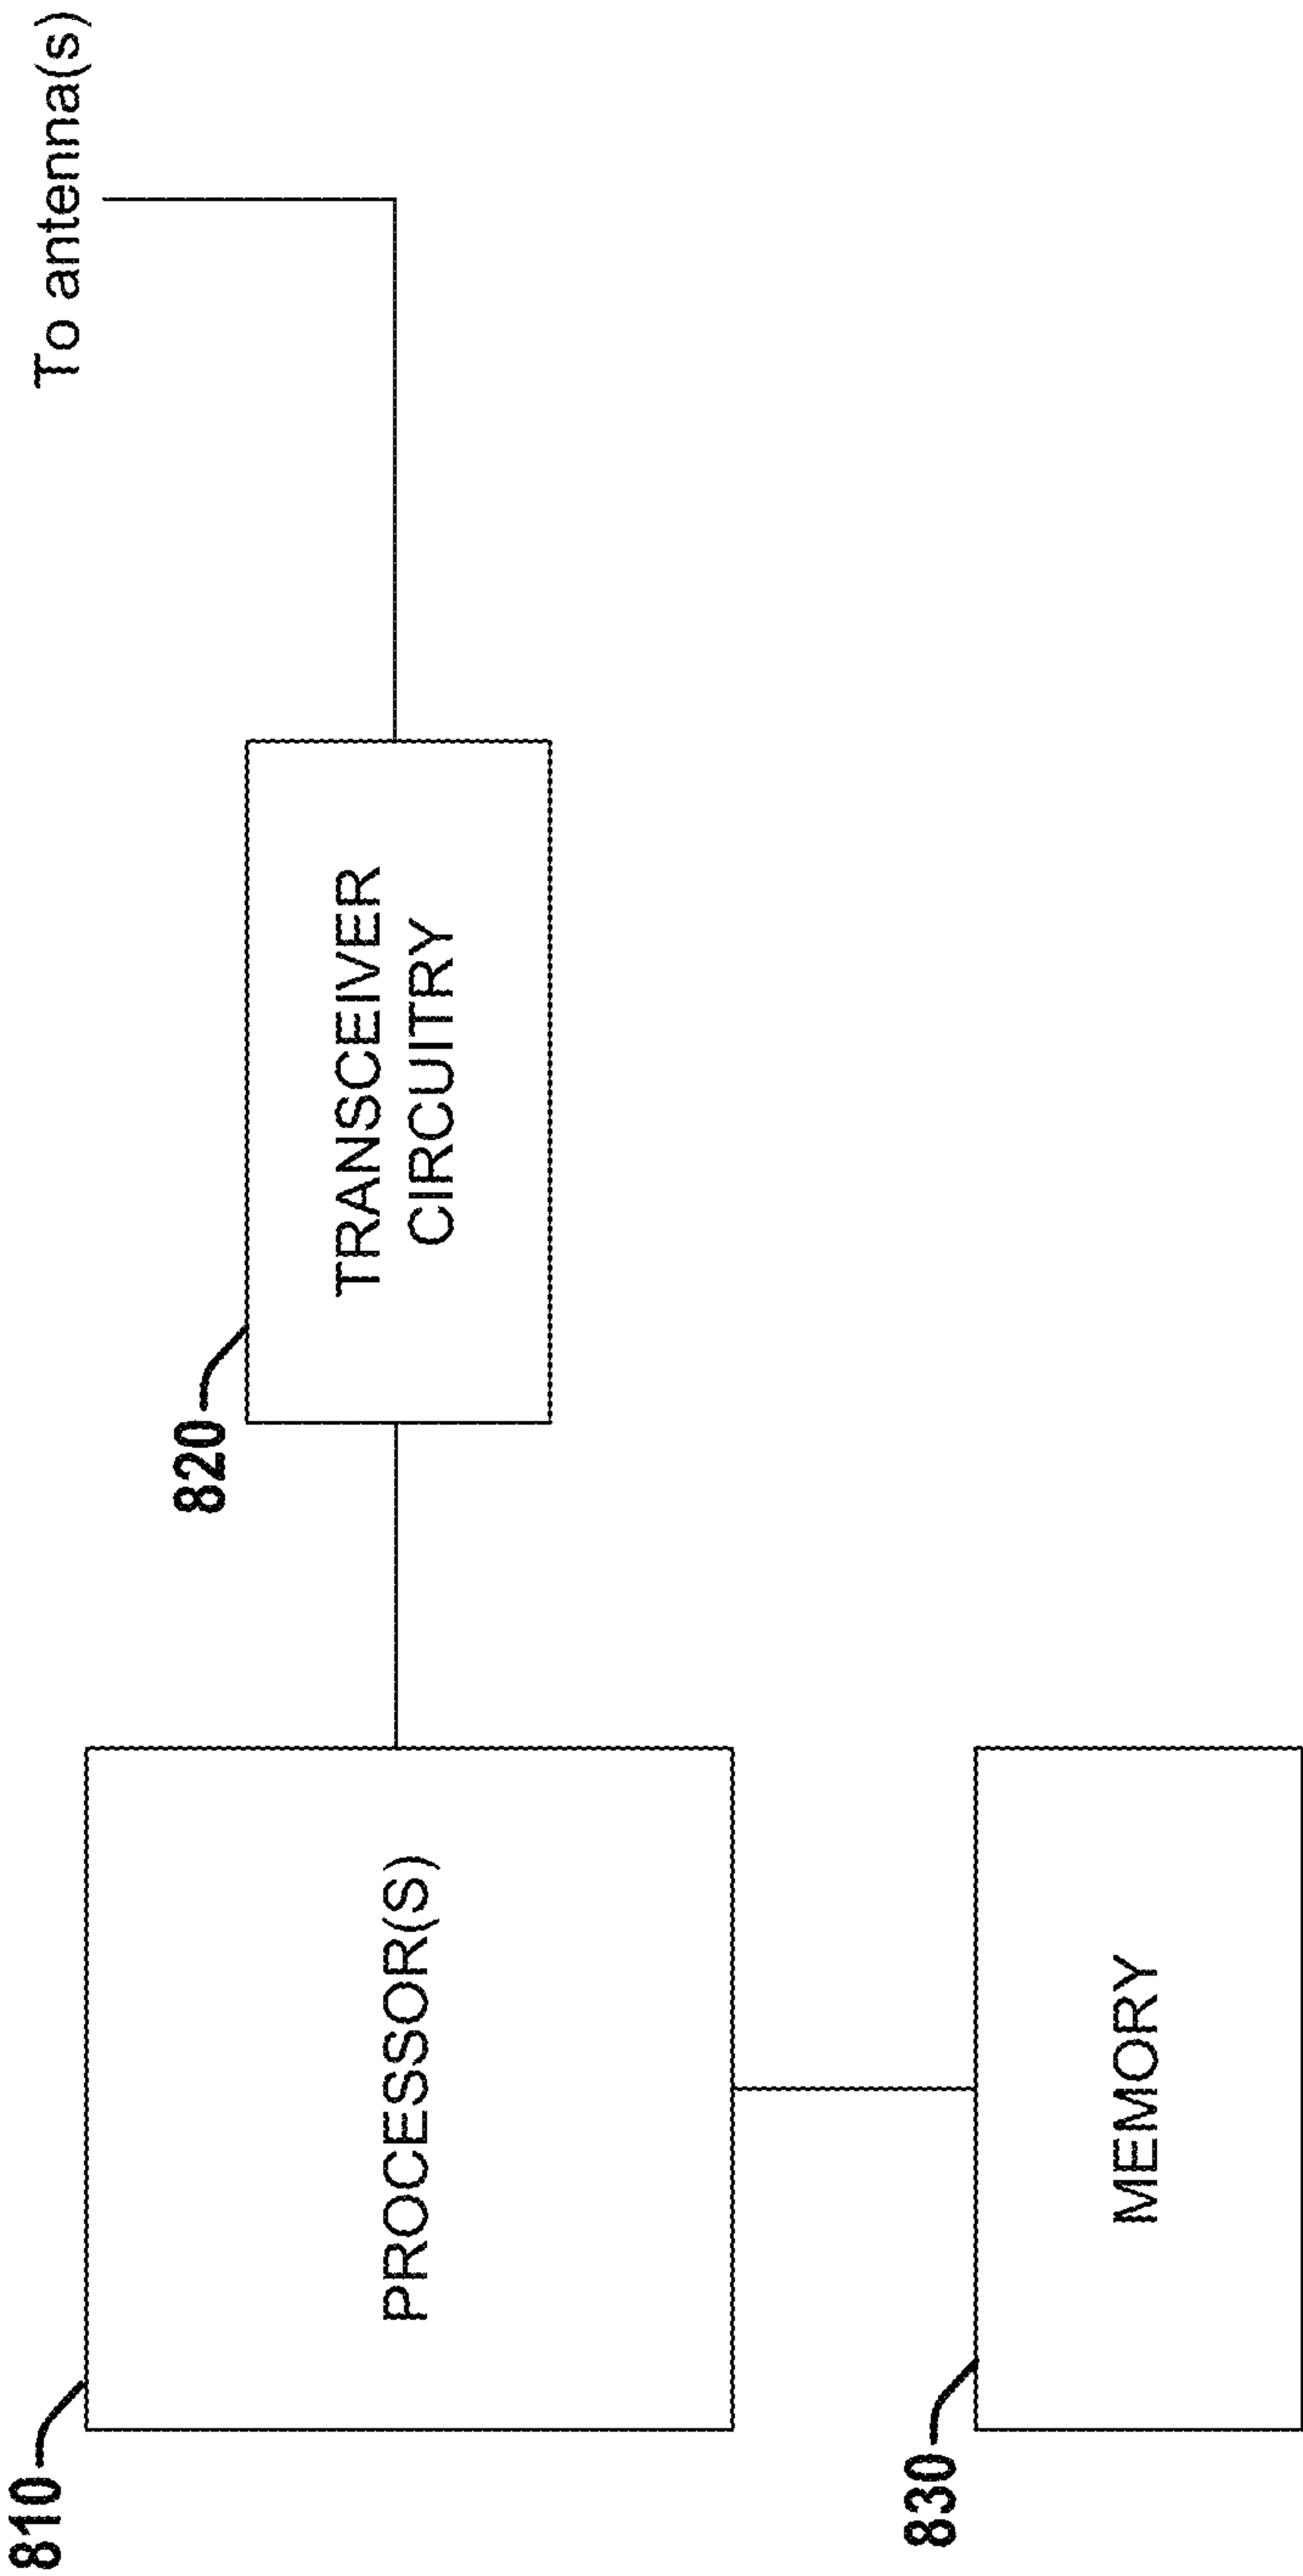 To antenna(s)
820
TRANSCEIVER
CIRCUITRY
810
PROCESSOR(S)
830
MEMORY